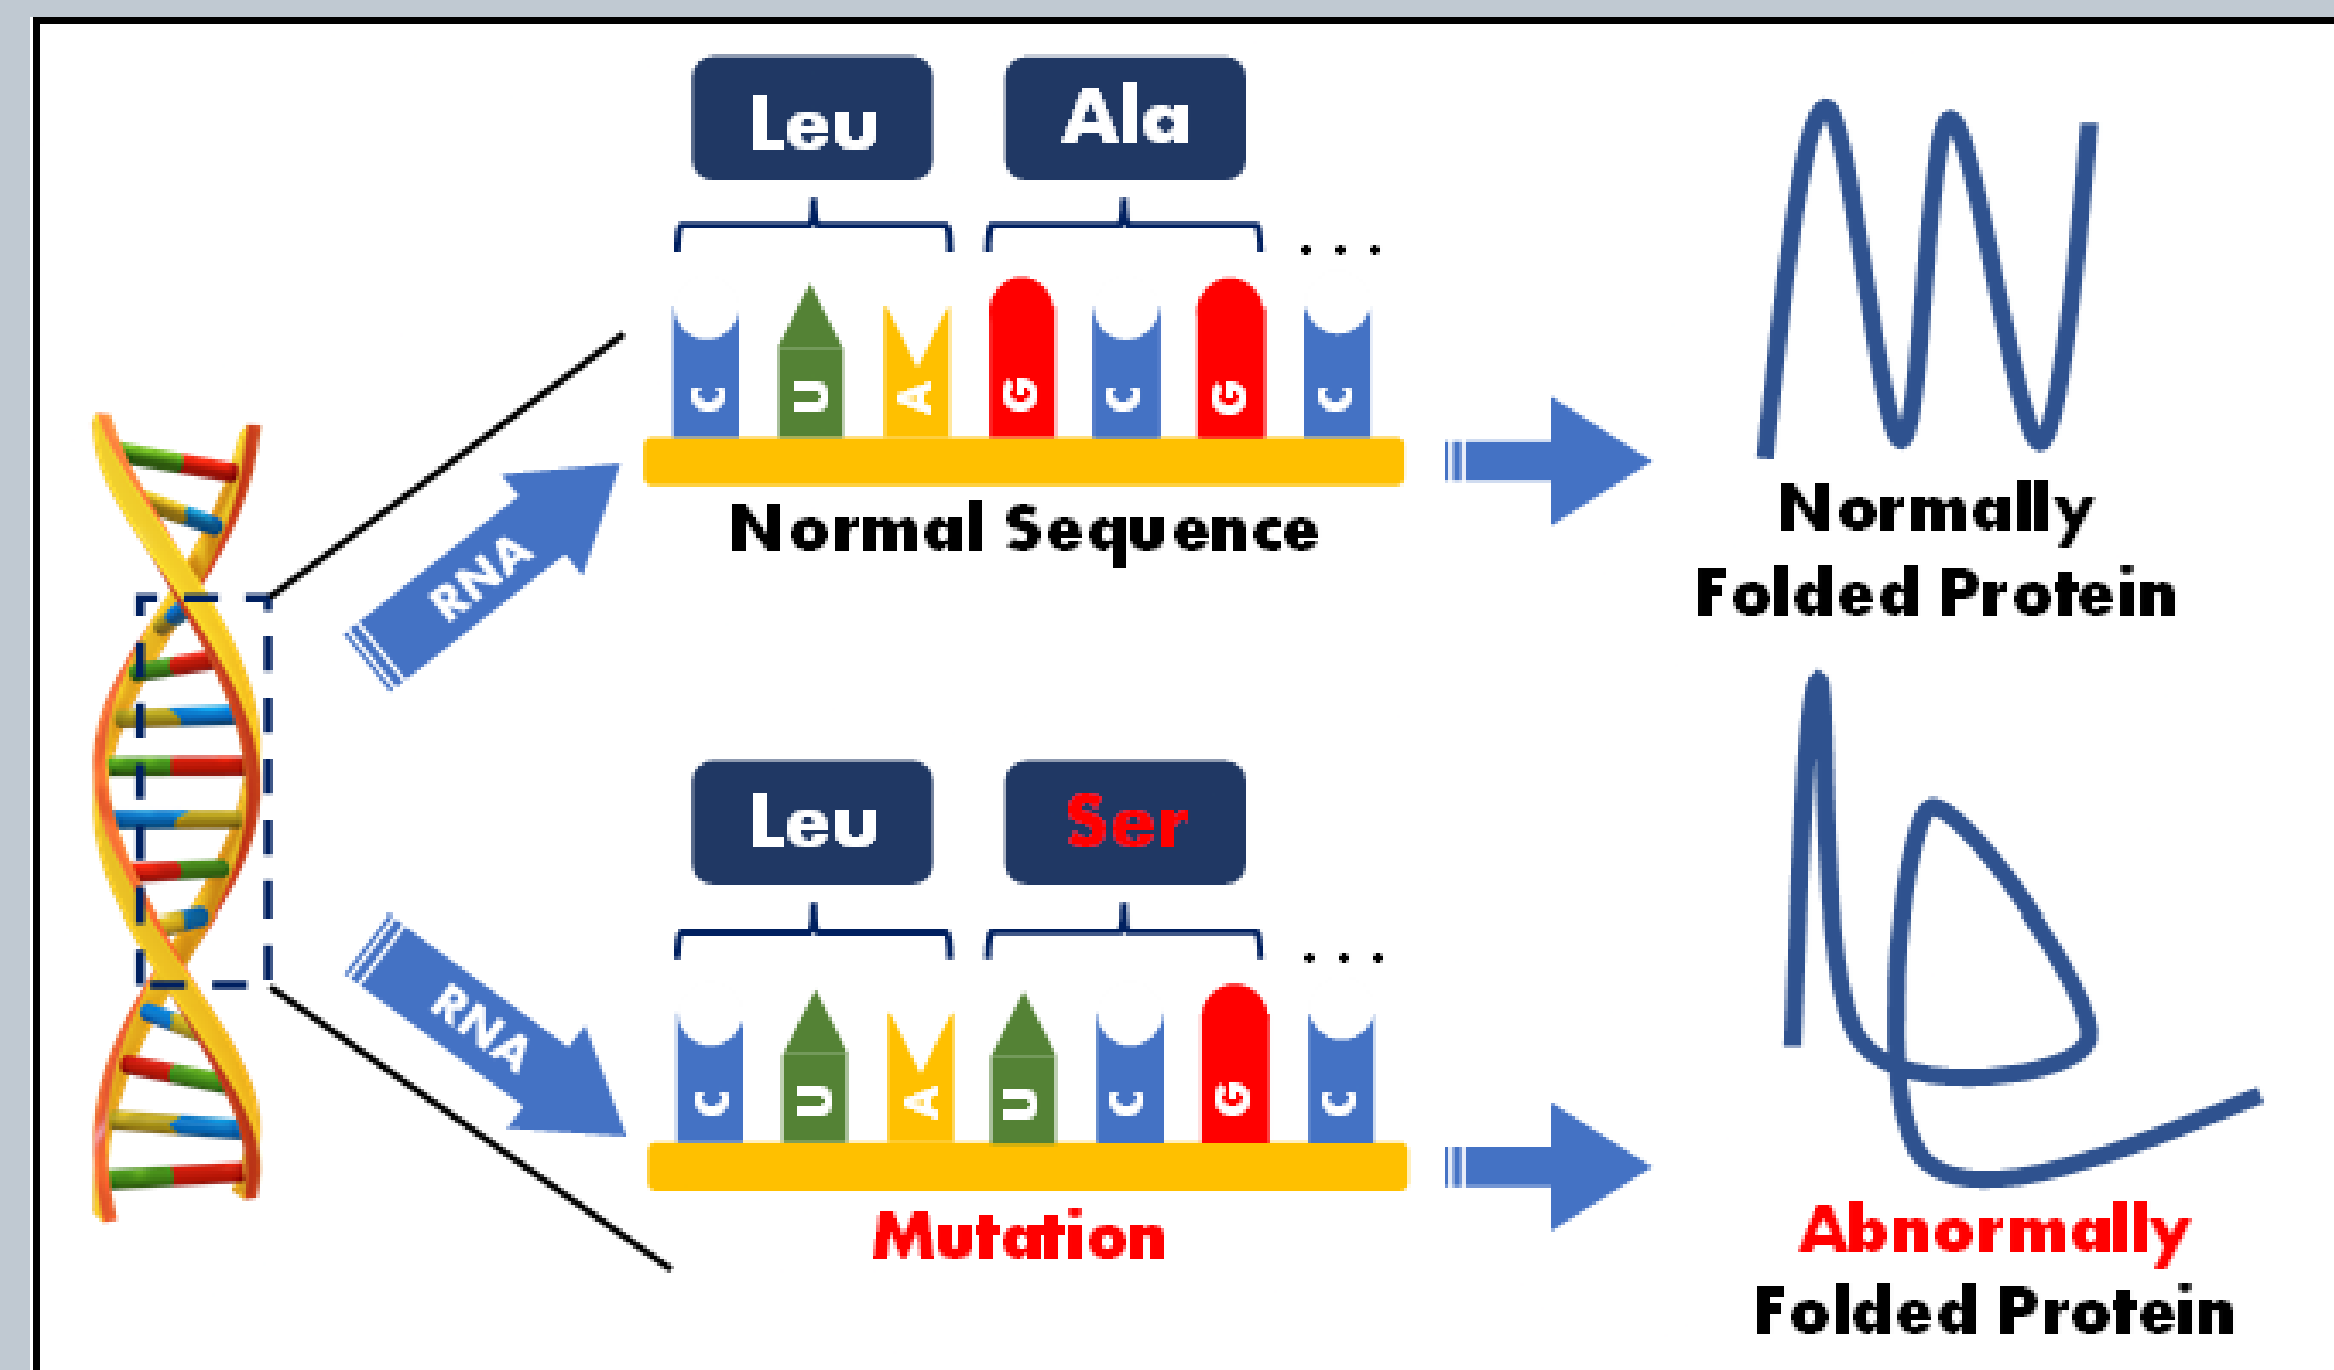 Leu Ala
. . .
C U A G C G C
RNA
Normal Sequence
Normally
Folded Protein
Leu Ser
. . .
C U A U C G C
RNA
Mutation
Abnormally
Folded Protein